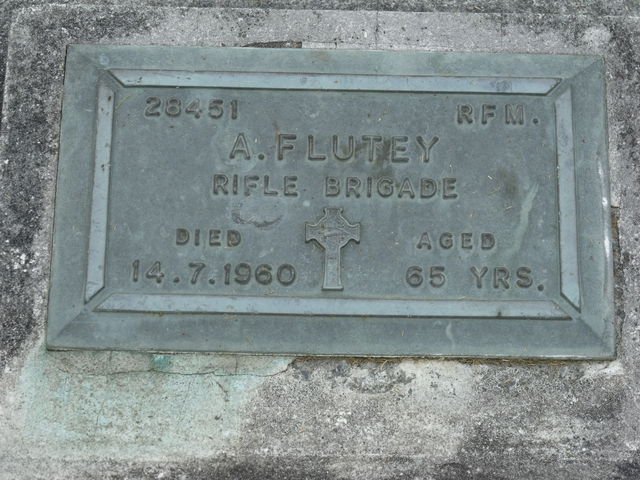 28451 RFM.
A. FLUTEY
RIFLE BRIGADE
DIED AGED
14.7.1960 65 YRS.